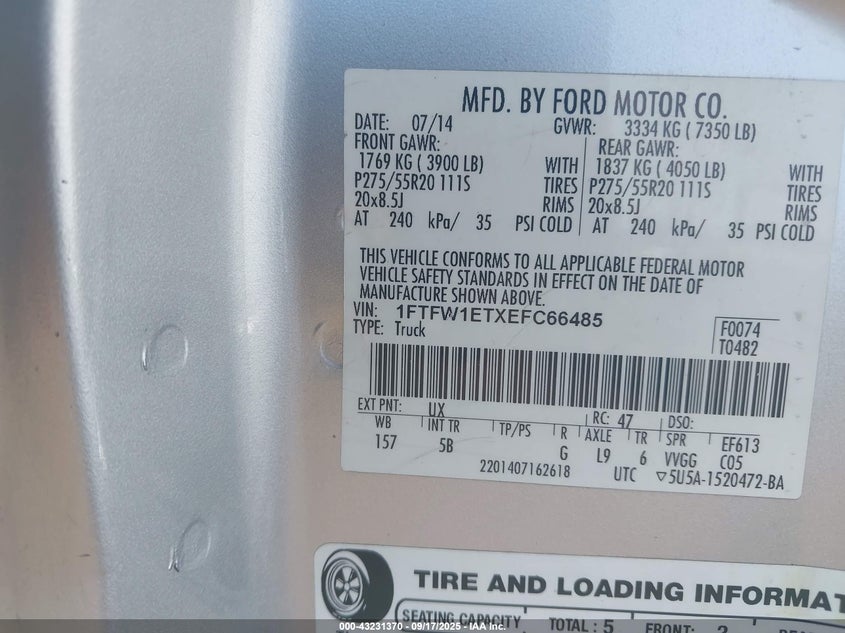 MFD. BY FORD MOTOR CO.
DATE: 07/14 GVWR: 3334 KG ( 7350 LB)
FRONT GAWR: REAR GAWR:
1769 KG ( 3900 LB) WITH 1837 KG ( 4050 LB) WITH
P275/55R20 111S TIRES P275/55R20 111S TIRES
20x8.5J RIMS 20x8.5J RIMS
AT 240 kPa/ 35 PSI COLD AT 240 kPa/ 35 PSI COLD
THIS VEHICLE CONFORMS TO ALL APPLICABLE FEDERAL MOTOR
VEHICLE SAFETY STANDARDS IN EFFECT ON THE DATE OF
MANUFACTURE SHOWN ABOVE.
VIN: 1FTFW1ETXEFC66485
TYPE: Truck
F0074
T0482
EXT PNT: UX RC: 47 DSO:
WB INT TR TP/PS R AXLE TR SPR EF613
157 5B G L9 6 VVGG C05
2201407162618 UTC ▽5U5A-1520472-BA
TIRE AND LOADING INFORMAT
SEATING CAPACITY TOTAL : 5 FRONT: 2
No. 43231370 - 09/17/2025 - IAA Inc.